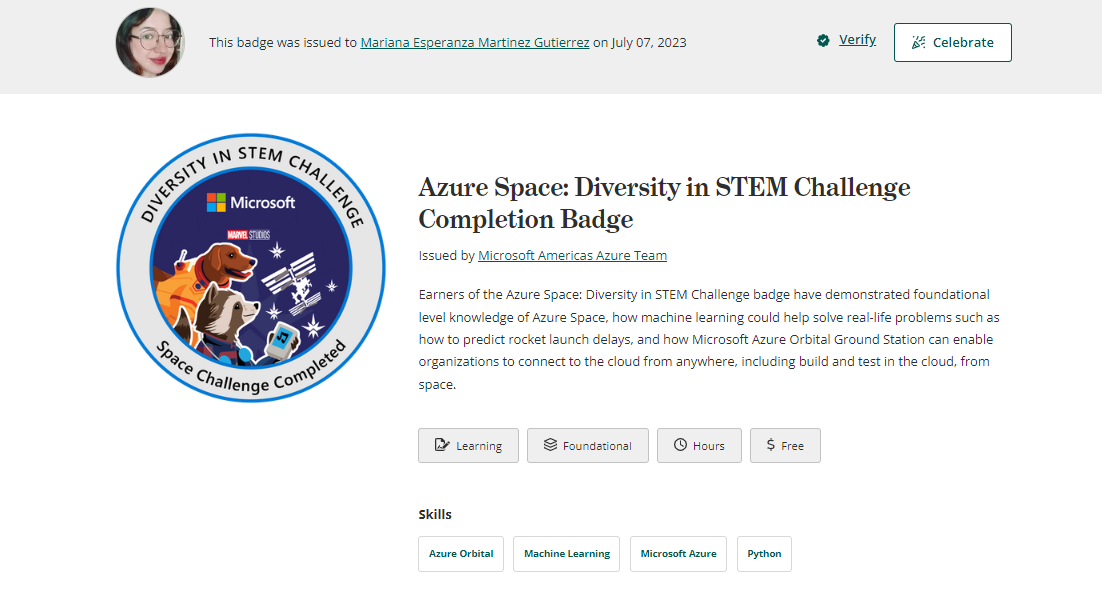 This badge was issued to Mariana Esperanza Martinez Gutierrez on July 07, 2023
Verify
Celebrate
DIVERSITY IN STEM CHALLENGE
Microsoft
MARVEL STUDIOS
Space Challenge Completed
Azure Space: Diversity in STEM Challenge
Completion Badge
Issued by Microsoft Americas Azure Team
Earners of the Azure Space: Diversity in STEM Challenge badge have demonstrated foundational
level knowledge of Azure Space, how machine learning could help solve real-life problems such as
how to predict rocket launch delays, and how Microsoft Azure Orbital Ground Station can enable
organizations to connect to the cloud from anywhere, including build and test in the cloud, from
space.
Learning
Foundational
Hours
$ Free
Skills
Azure Orbital
Machine Learning
Microsoft Azure
Python